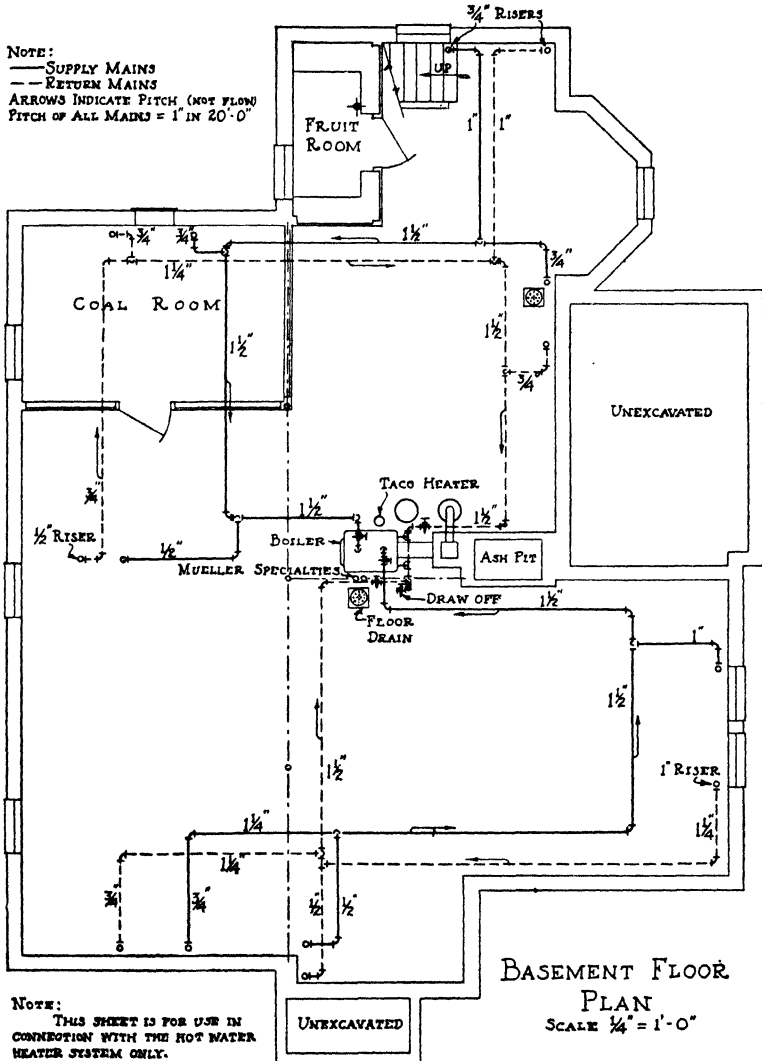 3/4" RISERS
NOTE:
SUPPLY MAINS
RETURN MAINS
ARROWS INDICATE PITCH (NOT FLOW)
PITCH OF ALL MAINS = 1" IN 20'-0"
UP
FRUIT
ROOM
1"
1"
3/4"
3/4"
1 1/2"
1 1/4"
3/4"
COAL ROOM
1 1/2"
1 1/2"
3/4"
UNEXCAVATED
3/4"
TACO HEATER
1 1/2"
1 1/2"
1/2" RISER
1/2"
BOILER
ASH PIT
MUELLER SPECIALTIES
DRAW OFF
1 1/2"
FLOOR
DRAIN
1"
1 1/2"
1 1/2"
1" RISER
1 1/4"
1 1/4"
1 1/4"
3/4"
3/4"
1/2"
1/2"
BASEMENT FLOOR
PLAN
SCALE 1/4" = 1'-0"
NOTE:
THIS SHEET IS FOR USE IN
CONNECTION WITH THE HOT WATER
HEATER SYSTEM ONLY.
UNEXCAVATED